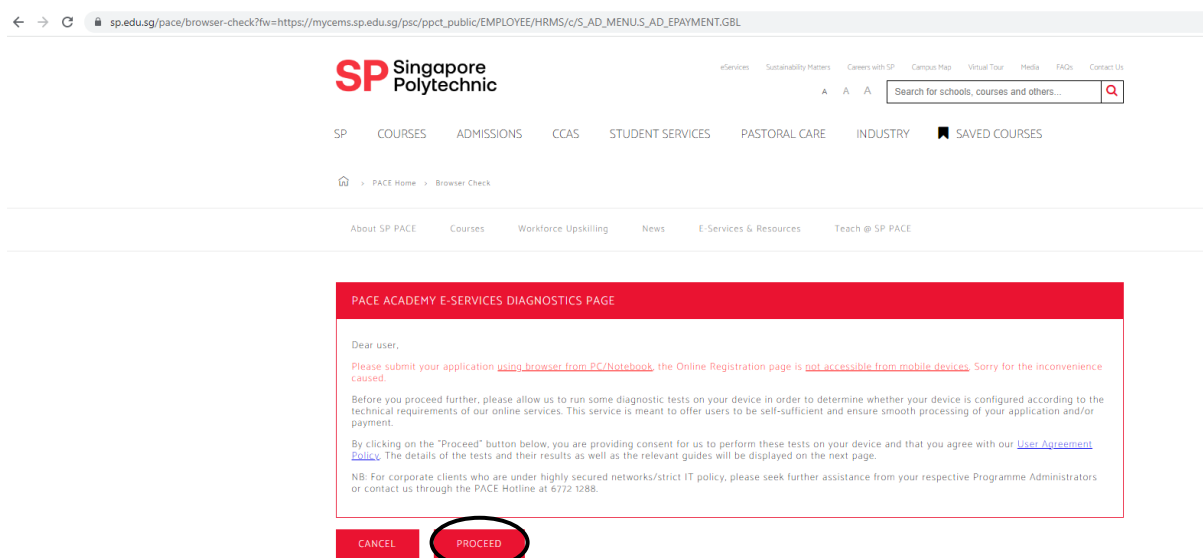 sp.edu.sg/pace/browser-check?fw=https://mycems.sp.edu.sg/psc/ppct_public/EMPLOYEE/HRMS/c/S_AD_MENU.S_AD_EPAYMENT.GBL
eServices Sustainability Matters Careers with SP Campus Map Virtual Tour Media FAQs Contact Us
SP Singapore
Polytechnic
A A A Search for schools, courses and others...
SP COURSES ADMISSIONS CCAS STUDENT SERVICES PASTORAL CARE INDUSTRY SAVED COURSES
> PACE Home > Browser Check
About SP PACE Courses Workforce Upskilling News E-Services & Resources Teach @ SP PACE
PACE ACADEMY E-SERVICES DIAGNOSTICS PAGE
Dear user,
Please submit your application using browser from PC/Notebook, the Online Registration page is not accessible from mobile devices. Sorry for the inconvenience
caused.
Before you proceed further, please allow us to run some diagnostic tests on your device in order to determine whether your device is configured according to the
technical requirements of our online services. This service is meant to offer users to be self-sufficient and ensure smooth processing of your application and/or
payment.
By clicking on the "Proceed" button below, you are providing consent for us to perform these tests on your device and that you agree with our User Agreement
Policy. The details of the tests and their results as well as the relevant guides will be displayed on the next page.
NB: For corporate clients who are under highly secured networks/strict IT policy, please seek further assistance from your respective Programme Administrators
or contact us through the PACE Hotline at 6772 1288.
CANCEL PROCEED